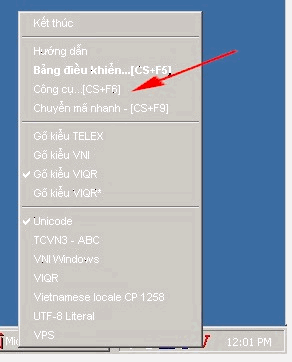 Kết thúc
Hướng dẫn
Bảng điều khiển...[CS+F5]
Công cụ...[CS+F6]
Chuyển mã nhanh - [CS+F9]
Gõ kiểu TELEX
Gõ kiểu VNI
Gõ kiểu VIQR
Gõ kiểu VIQR*
Unicode
TCVN3 - ABC
VNI Windows
VIQR
Vietnamese locale CP 1258
UTF-8 Literal
VPS
12:01 PM